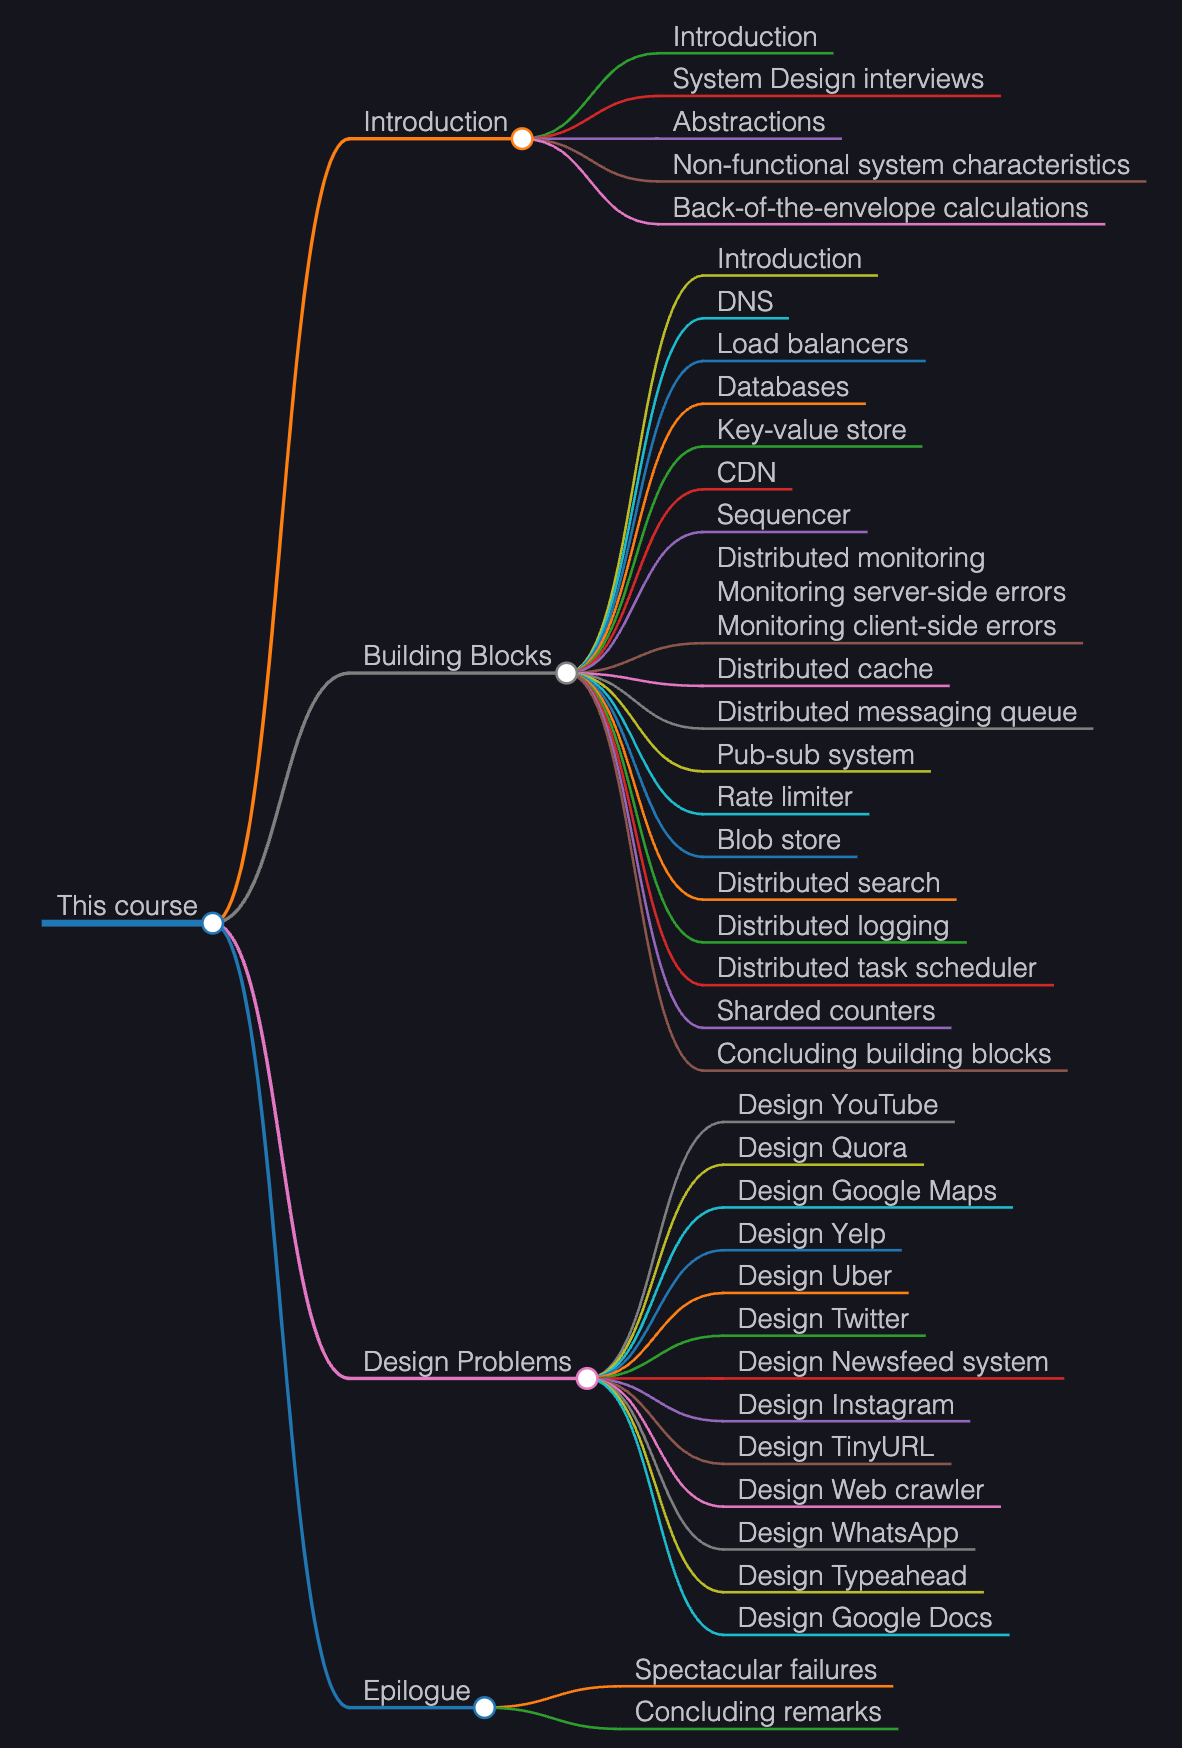 Introduction
System Design interviews
Abstractions
Introduction
Non-functional system characteristics
Back-of-the-envelope calculations
Introduction
DNS
Load balancers
Databases
Key-value store
CDN
Sequencer
Distributed monitoring
Monitoring server-side errors
Monitoring client-side errors
Building Blocks
Distributed cache
Distributed messaging queue
Pub-sub system
Rate limiter
Blob store
Distributed search
This course
Distributed logging
Distributed task scheduler
Sharded counters
Concluding building blocks
Design YouTube
Design Quora
Design Google Maps
Design Yelp
Design Uber
Design Twitter
Design Problems
Design Newsfeed system
Design Instagram
Design TinyURL
Design Web crawler
Design WhatsApp
Design Typeahead
Design Google Docs
Epilogue
Spectacular failures
Concluding remarks